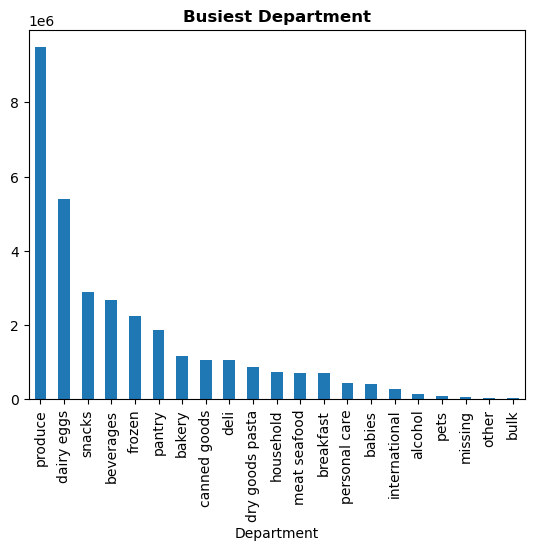 Busiest Department
1e6
8
6
4
2
0
produce
dairy eggs
snacks
beverages
frozen
pantry
bakery
canned goods
deli
dry goods pasta
household
meat seafood
breakfast
personal care
babies
international
alcohol
pets
missing
other
bulk
Department